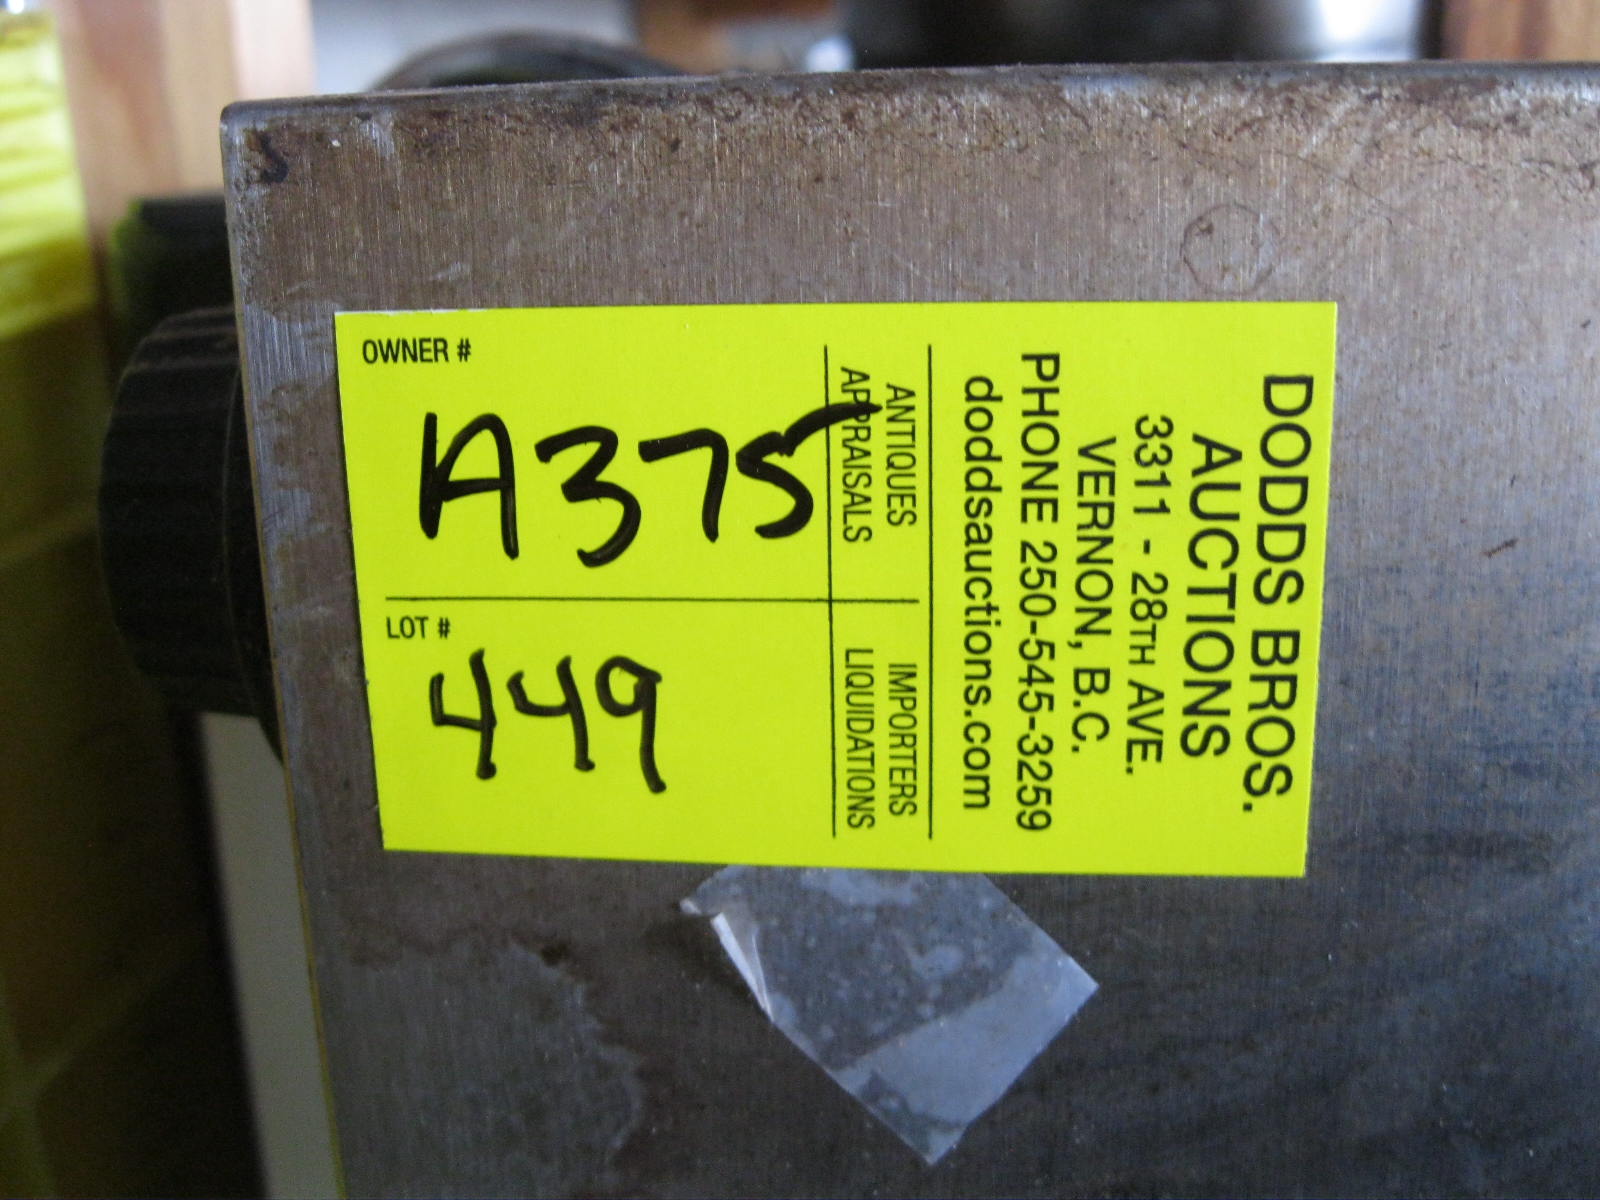 DODDS BROS.
AUCTIONS
3311 - 28TH AVE.
VERNON, B.C.
PHONE 250-545-3259
doddsauctions.com
ANTIQUES IMPORTERS
APPRAISALS LIQUIDATIONS
OWNER #
A375
LOT #
449